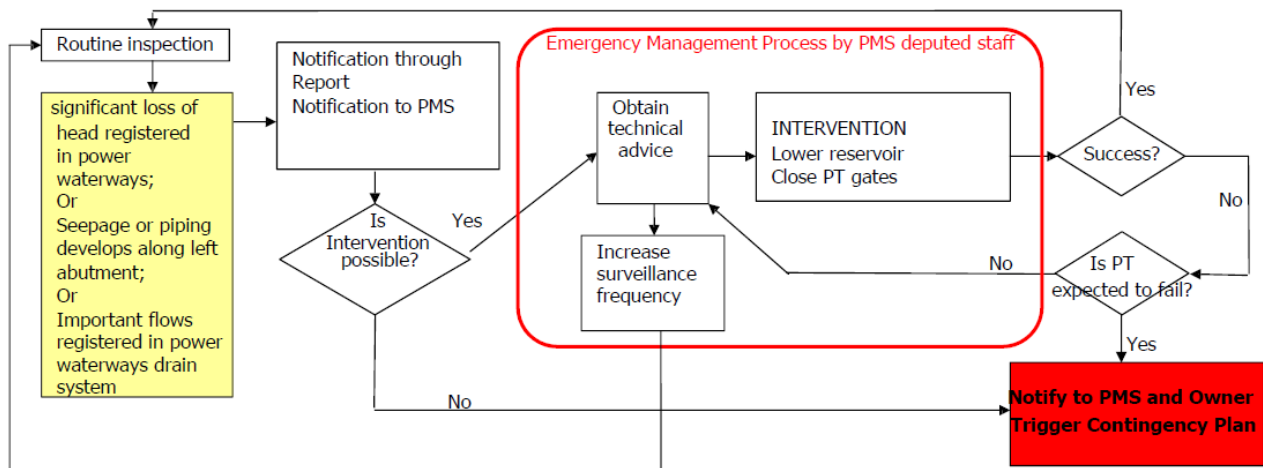 Routine inspection
significant loss of
head registered
in power
waterways;
Or
Seepage or piping
develops along left
abutment;
Or
Important flows
registered in power
waterways drain
system
Notification through
Report
Notification to PMS
Is
Intervention
possible?
Yes
No
Emergency Management Process by PMS deputed staff
Obtain
technical
advice
INTERVENTION
Lower reservoir
Close PT gates
Increase
surveillance
frequency
Yes
Success?
No
Is PT
expected to fail?
No
Yes
Notify to PMS and Owner
Trigger Contingency Plan